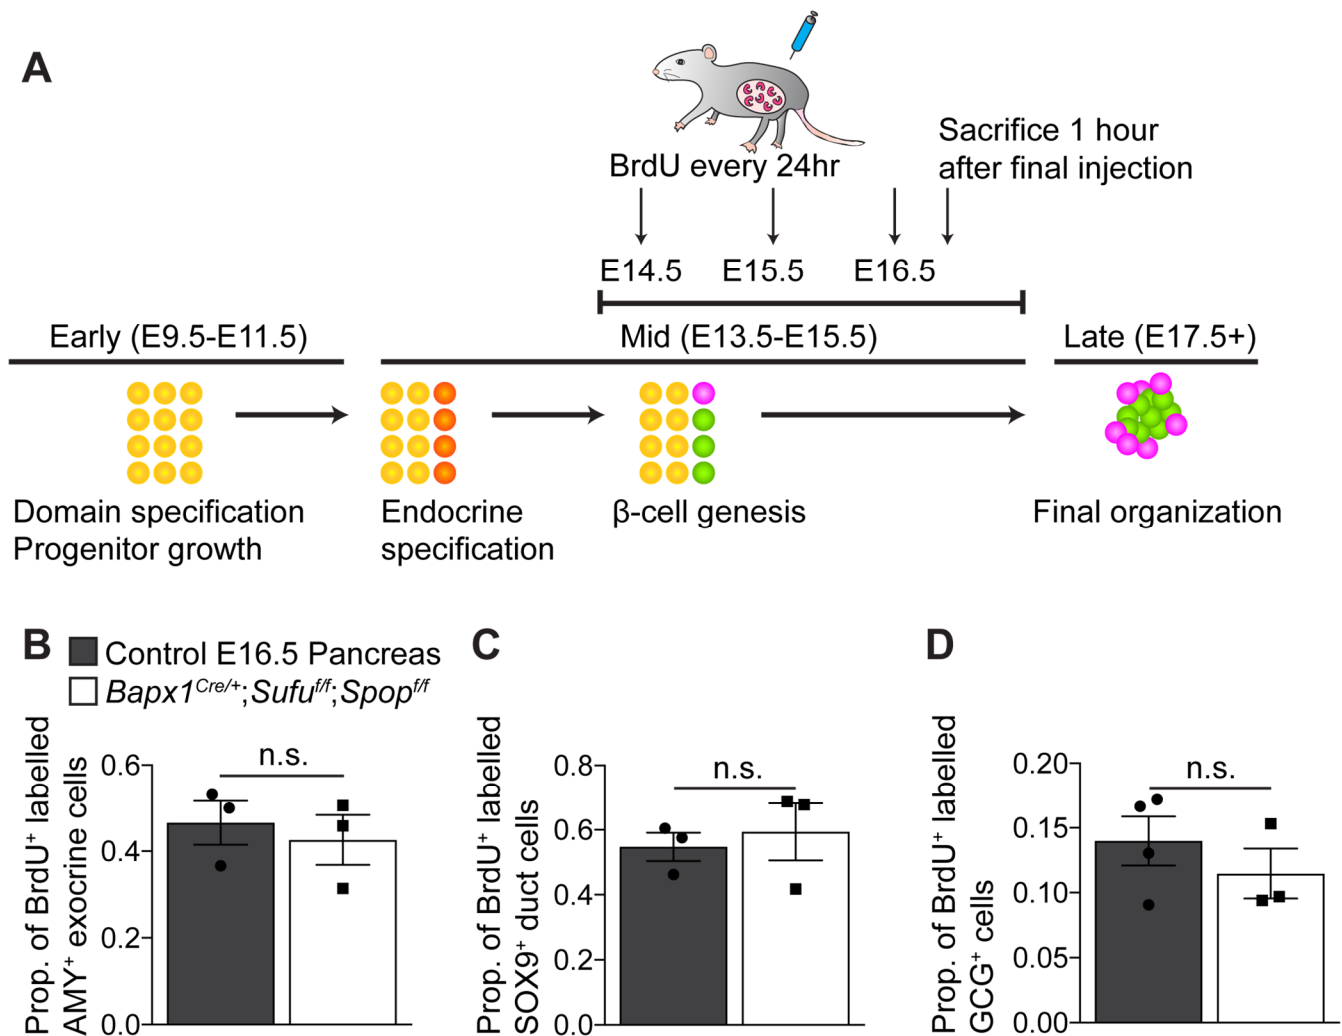 A
BrdU every 24hr
Sacrifice 1 hour
after final injection
E14.5
E15.5
E16.5
Early (E9.5-E11.5)
Mid (E13.5-E15.5)
Late (E17.5+)
Domain specification
Progenitor growth
Endocrine
specification
β-cell genesis
Final organization
B
Control E16.5 Pancreas
Bapx1^Cre/+;Sufu^f/f;Spop^f/f
Prop. of BrdU⁺ labelled
AMY⁺ exocrine cells
0.6
0.4
0.2
0.0
n.s.
C
Prop. of BrdU⁺ labelled
SOX9⁺ duct cells
0.8
0.6
0.4
0.2
0.0
n.s.
D
Prop. of BrdU⁺ labelled
GCG⁺ cells
0.20
0.15
0.10
0.05
0.00
n.s.